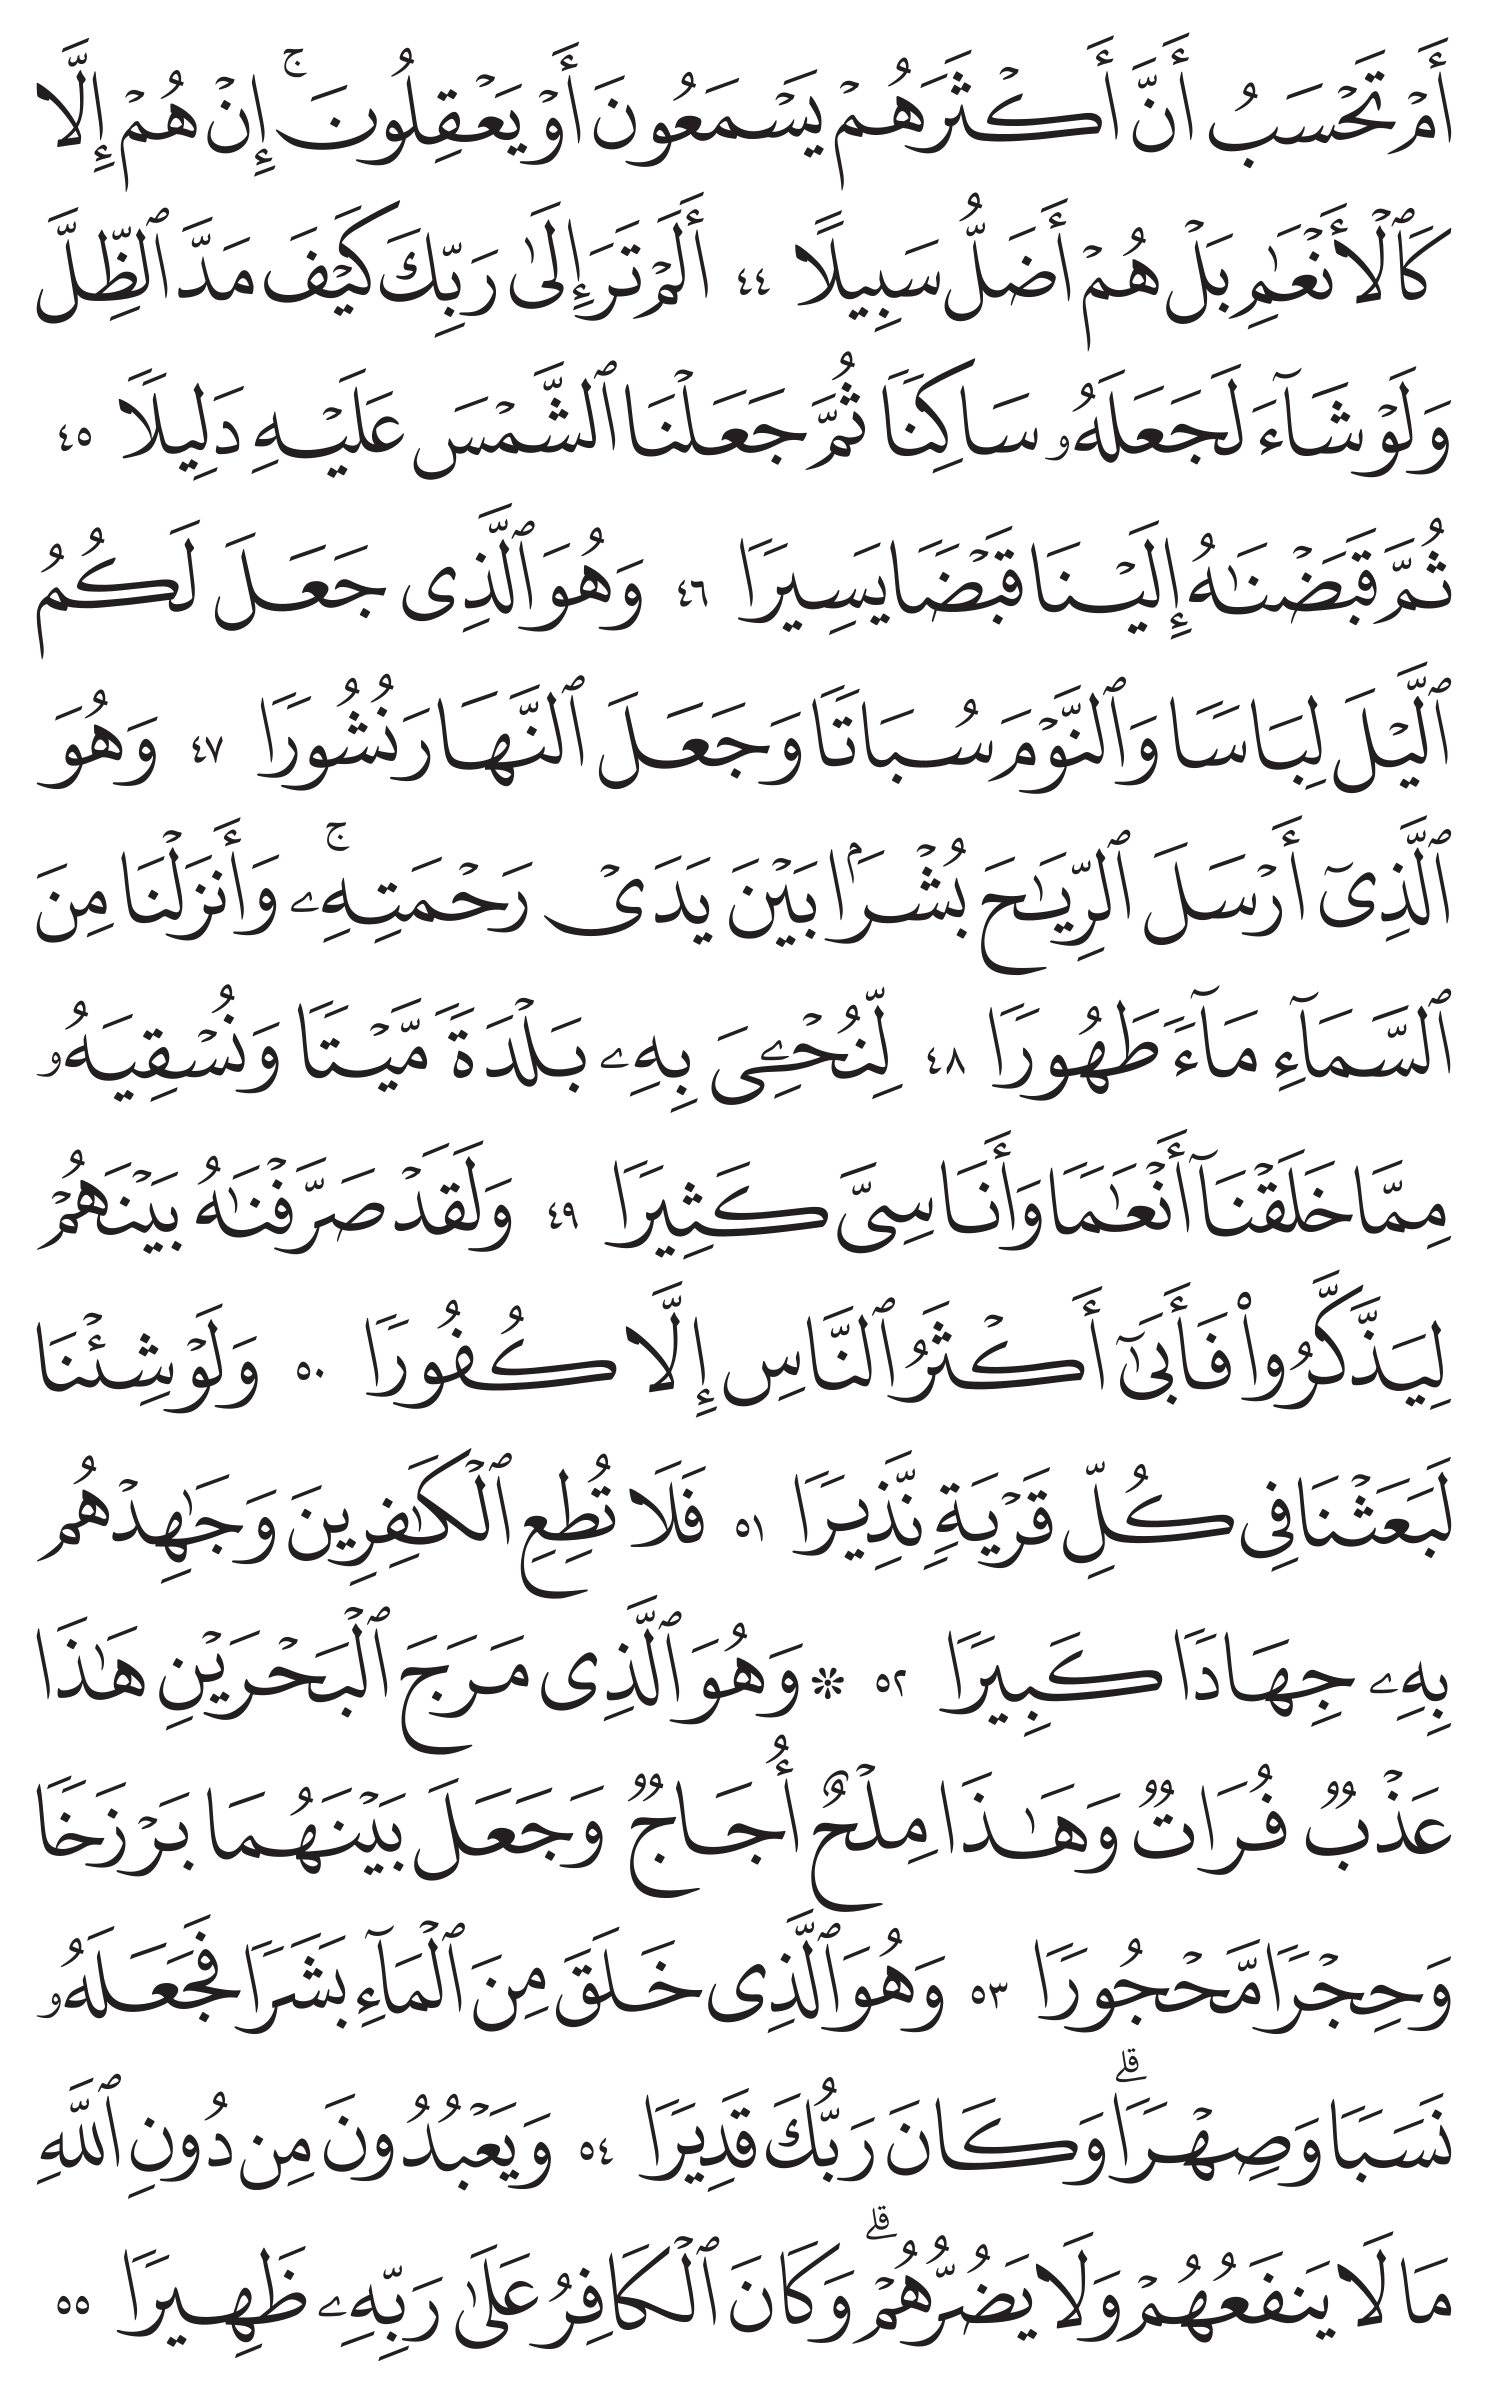 أَمۡ تَحۡسَبُ أَنَّ أَكۡثَرَهُمۡ يَسۡمَعُونَ أَوۡ يَعۡقِلُونَۚ إِنۡ هُمۡ إِلَّا
كَٱلۡأَنۡعَٰمِ بَلۡ هُمۡ أَضَلُّ سَبِيلًا ٤٤ أَلَمۡ تَرَ إِلَىٰ رَبِّكَ كَيۡفَ مَدَّ ٱلظِّلَّ
وَلَوۡ شَآءَ لَجَعَلَهُۥ سَاكِنٗا ثُمَّ جَعَلۡنَا ٱلشَّمۡسَ عَلَيۡهِ دَلِيلٗا ٤٥
ثُمَّ قَبَضۡنَٰهُ إِلَيۡنَا قَبۡضٗا يَسِيرٗا ٤٦ وَهُوَ ٱلَّذِي جَعَلَ لَكُمُ
ٱلَّيۡلَ لِبَاسٗا وَٱلنَّوۡمَ سُبَاتٗا وَجَعَلَ ٱلنَّهَارَ نُشُورٗا ٤٧ وَهُوَ
ٱلَّذِيٓ أَرۡسَلَ ٱلرِّيَٰحَ بُشۡرَۢا بَيۡنَ يَدَيۡ رَحۡمَتِهِۦۚ وَأَنزَلۡنَا مِنَ
ٱلسَّمَآءِ مَآءٗ طَهُورٗا ٤٨ لِّنُحۡـِۧيَ بِهِۦ بَلۡدَةٗ مَّيۡتٗا وَنُسۡقِيَهُۥ
مِمَّا خَلَقۡنَآ أَنۡعَٰمٗا وَأَنَاسِيَّ كَثِيرٗا ٤٩ وَلَقَدۡ صَرَّفۡنَٰهُ بَيۡنَهُمۡ
لِيَذَّكَّرُواْ فَأَبَىٰٓ أَكۡثَرُ ٱلنَّاسِ إِلَّا كُفُورٗا ٥٠ وَلَوۡ شِئۡنَا
لَبَعَثۡنَا فِي كُلِّ قَرۡيَةٖ نَّذِيرٗا ٥١ فَلَا تُطِعِ ٱلۡكَٰفِرِينَ وَجَٰهِدۡهُم
بِهِۦ جِهَادٗا كَبِيرٗا ٥٢ ۞ وَهُوَ ٱلَّذِي مَرَجَ ٱلۡبَحۡرَيۡنِ هَٰذَا
عَذۡبٞ فُرَاتٞ وَهَٰذَا مِلۡحٌ أُجَاجٞ وَجَعَلَ بَيۡنَهُمَا بَرۡزَخٗا
وَحِجۡرٗا مَّحۡجُورٗا ٥٣ وَهُوَ ٱلَّذِي خَلَقَ مِنَ ٱلۡمَآءِ بَشَرٗا فَجَعَلَهُۥ
نَسَبٗا وَصِهۡرٗاۗ وَكَانَ رَبُّكَ قَدِيرٗا ٥٤ وَيَعۡبُدُونَ مِن دُونِ ٱللَّهِ
مَا لَا يَنفَعُهُمۡ وَلَا يَضُرُّهُمۡۗ وَكَانَ ٱلۡكَافِرُ عَلَىٰ رَبِّهِۦ ظَهِيرٗا ٥٥